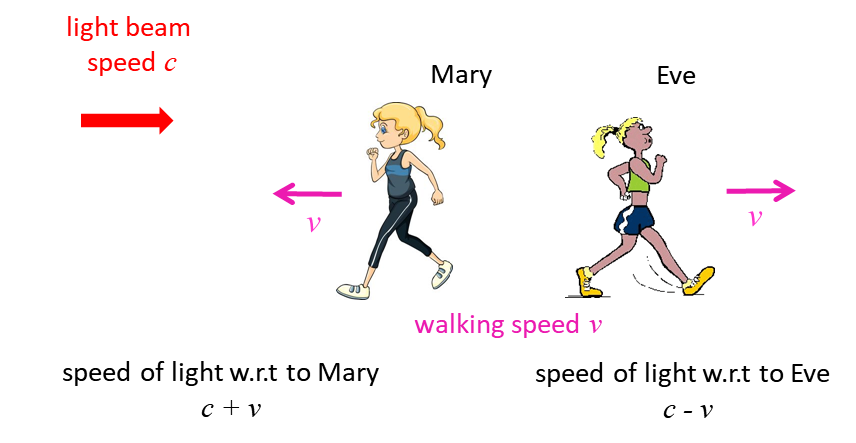 light beam
speed c
Mary
Eve
v
v
walking speed v
speed of light w.r.t to Mary
c + v
speed of light w.r.t to Eve
c - v